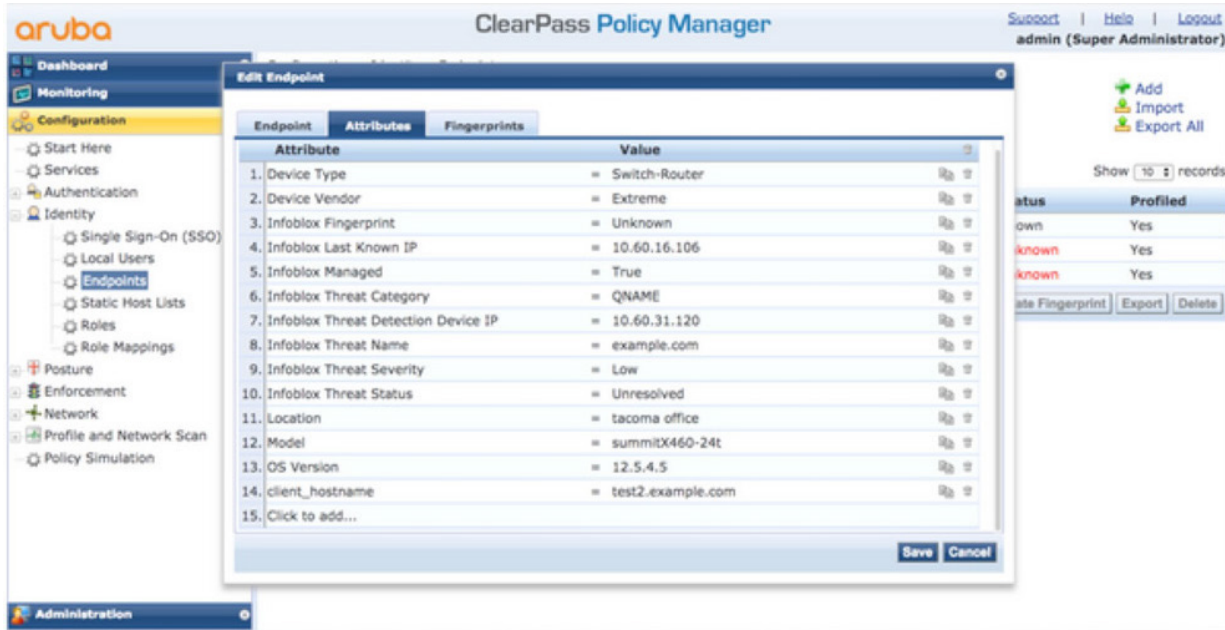 aruba
ClearPass Policy Manager
Support | Help | Logout
admin (Super Administrator)
Dashboard
Monitoring
Configuration
Start Here
Services
Authentication
Identity
Single Sign-On (SSO)
Local Users
Endpoints
Static Host Lists
Roles
Role Mappings
Posture
Enforcement
Network
Profile and Network Scan
Policy Simulation
Administration
Edit Endpoint
Endpoint Attributes Fingerprints
Attribute Value
1. Device Type = Switch-Router
2. Device Vendor = Extreme
3. Infoblox Fingerprint = Unknown
4. Infoblox Last Known IP = 10.60.16.106
5. Infoblox Managed = True
6. Infoblox Threat Category = QNAME
7. Infoblox Threat Detection Device IP = 10.60.31.120
8. Infoblox Threat Name = example.com
9. Infoblox Threat Severity = Low
10. Infoblox Threat Status = Unresolved
11. Location = tacoma office
12. Model = summitX460-24t
13. OS Version = 12.5.4.5
14. client_hostname = test2.example.com
15. Click to add...
Save Cancel
Add
Import
Export All
Show 10 records
atus Profiled
own Yes
known Yes
known Yes
ate Fingerprint Export Delete